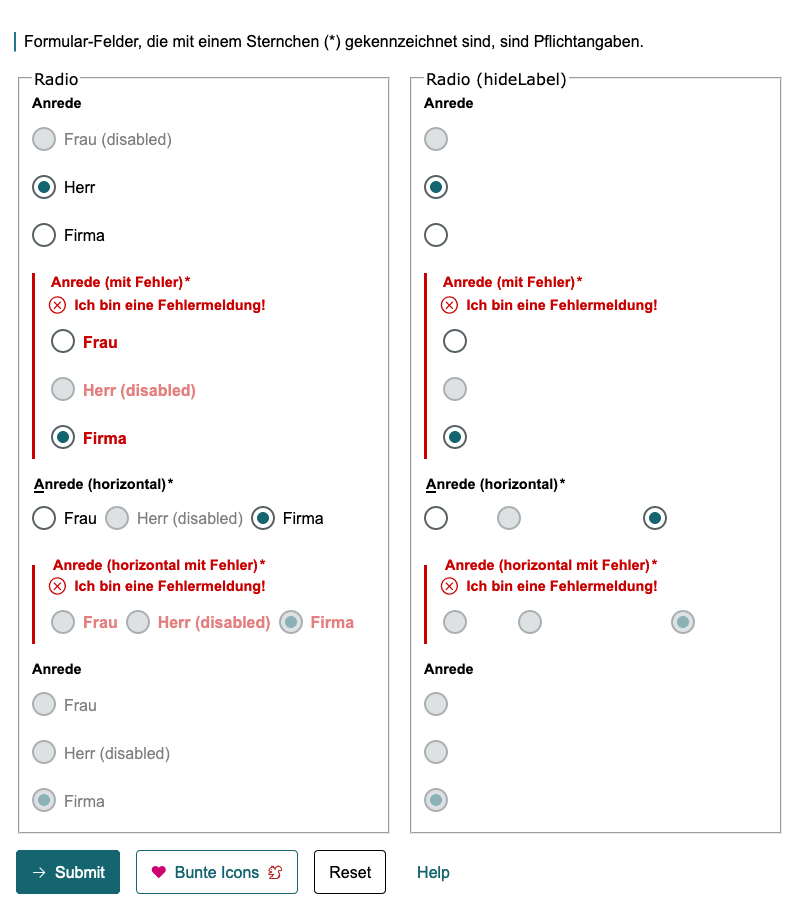 Formular-Felder, die mit einem Sternchen (*) gekennzeichnet sind, sind Pflichtangaben.
Radio
Anrede
Frau (disabled)
Herr
Firma
Anrede (mit Fehler)*
Ich bin eine Fehlermeldung!
Frau
Herr (disabled)
Firma
Anrede (horizontal)*
Frau Herr (disabled) Firma
Anrede (horizontal mit Fehler)*
Ich bin eine Fehlermeldung!
Frau Herr (disabled) Firma
Anrede
Frau
Herr (disabled)
Firma
Radio (hideLabel)
Anrede
Anrede (mit Fehler)*
Ich bin eine Fehlermeldung!
Anrede (horizontal)*
Anrede (horizontal mit Fehler)*
Ich bin eine Fehlermeldung!
Anrede
Submit Bunte Icons Reset Help